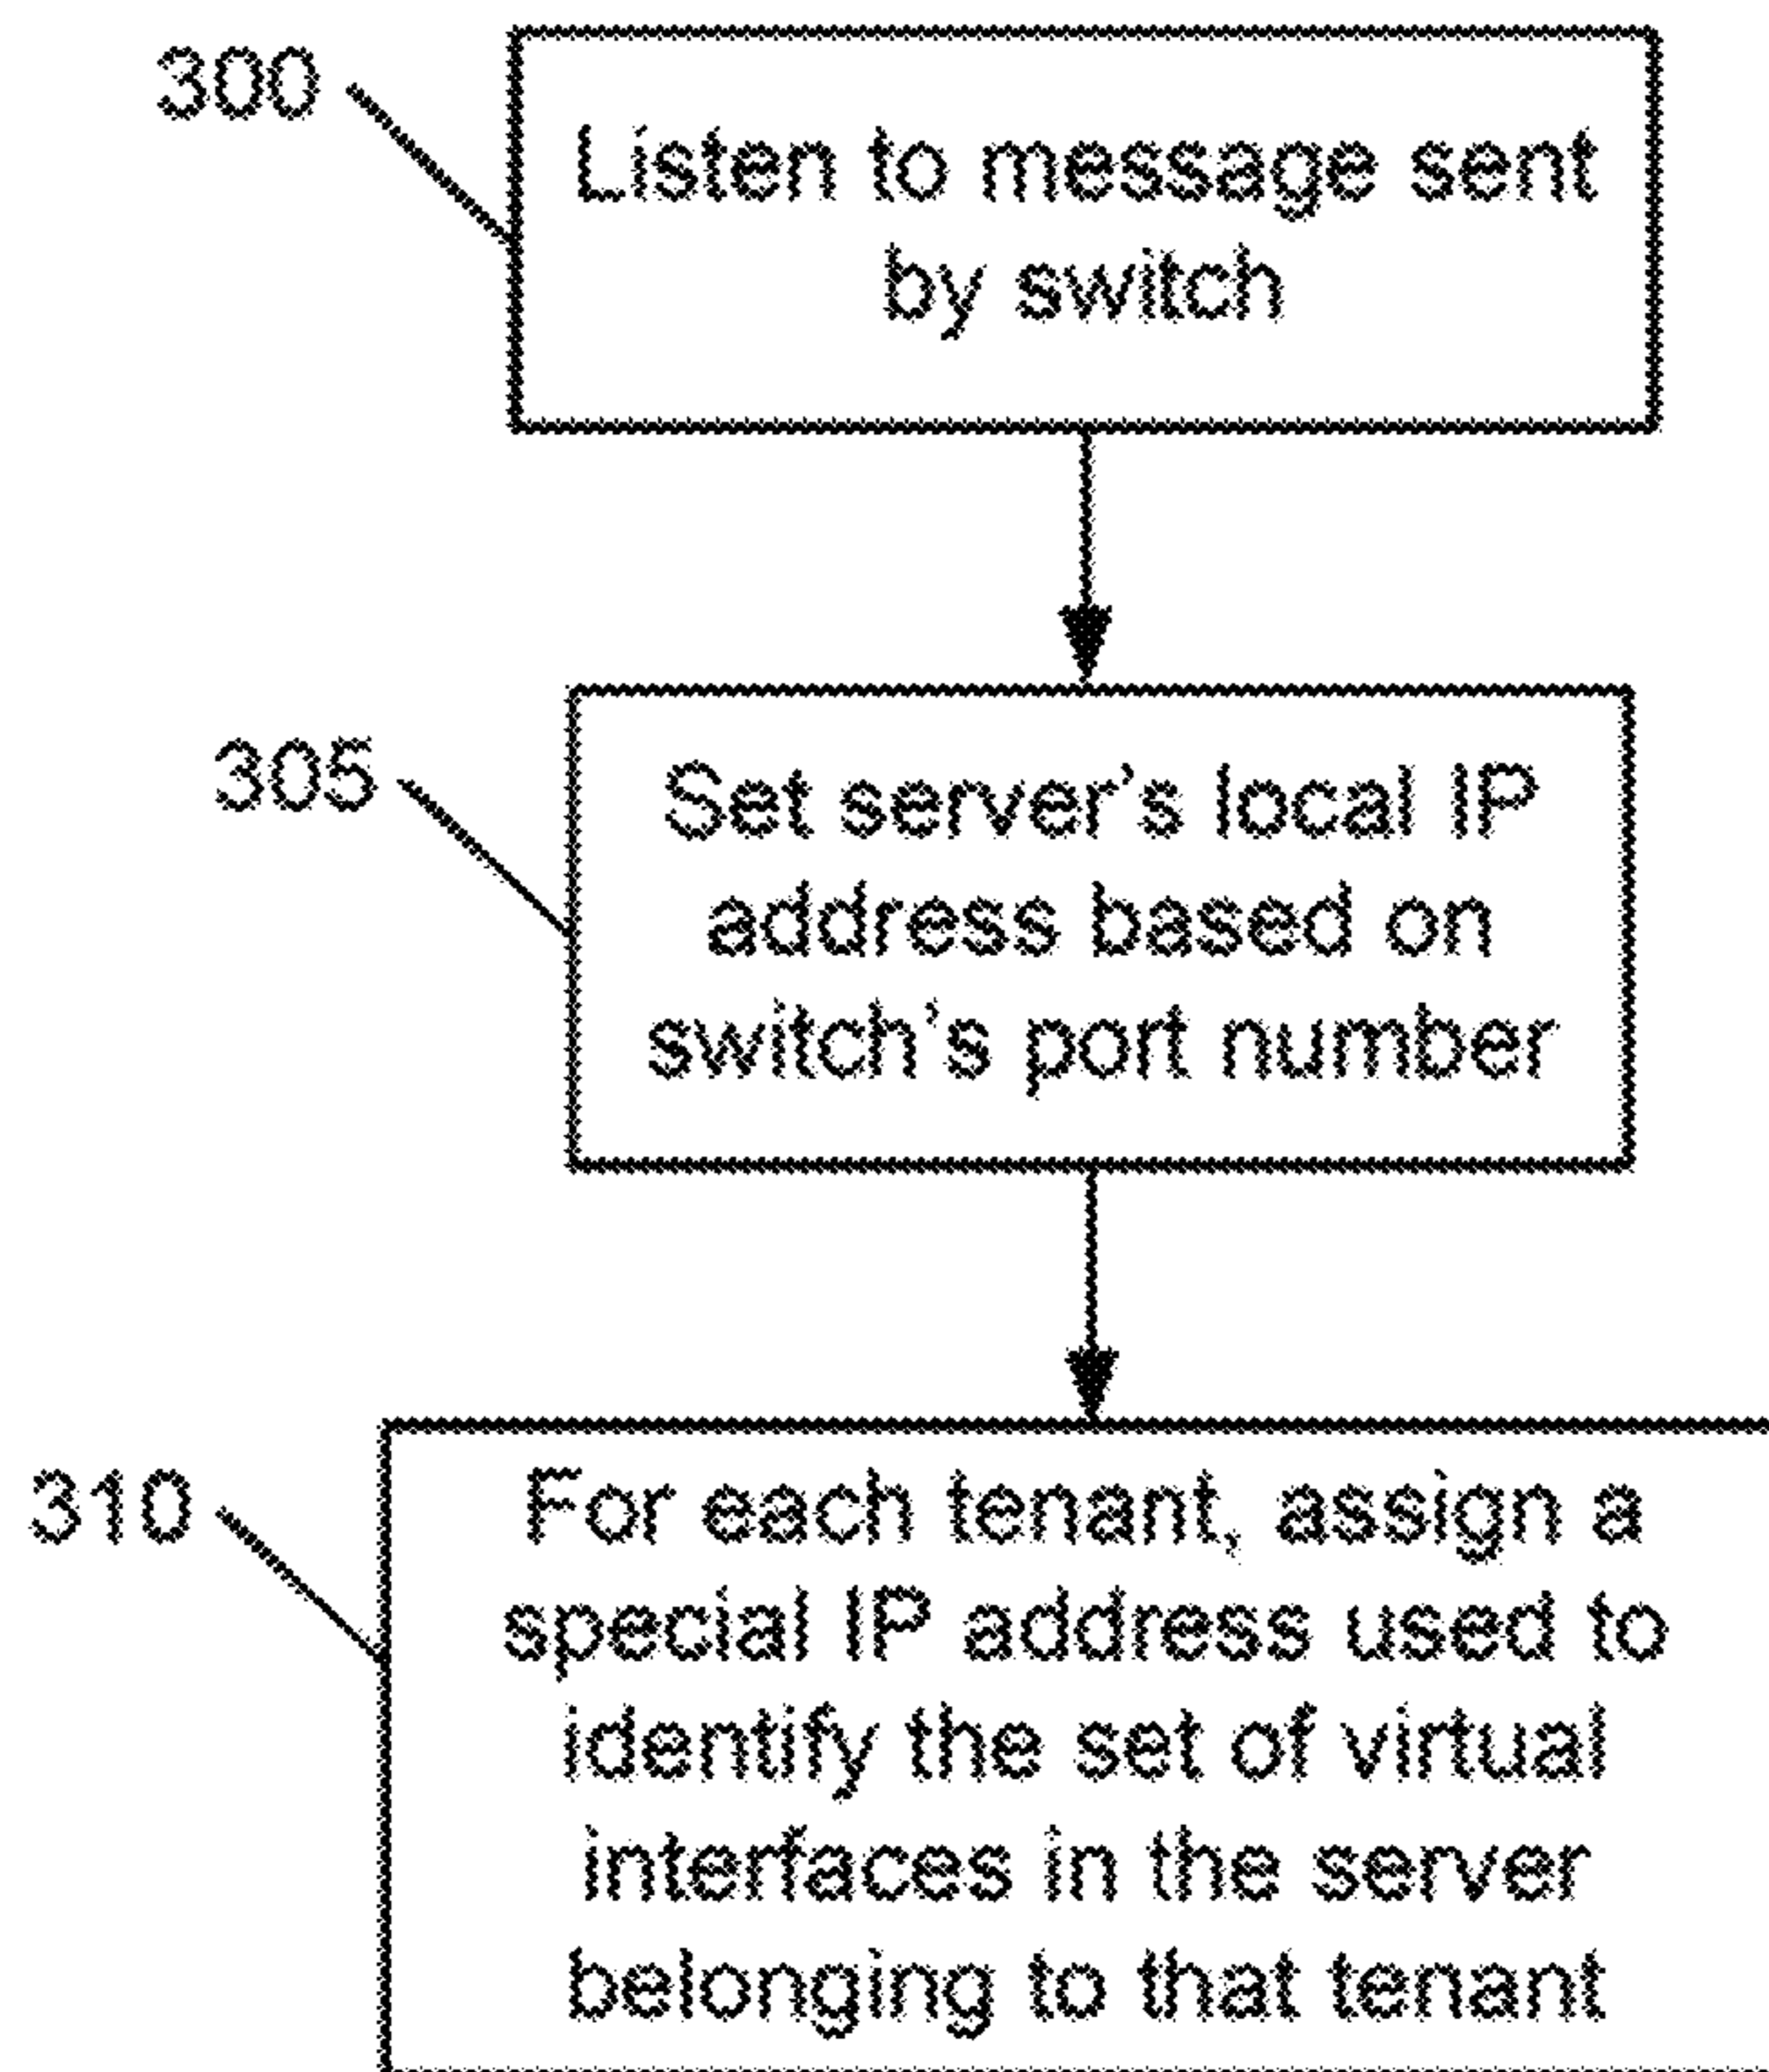 300
Listen to message sent
by switch
305
Set server's local IP
address based on
switch's port number
310
For each tenant, assign a
special IP address used to
identify the set of virtual
interfaces in the server
belonging to that tenant